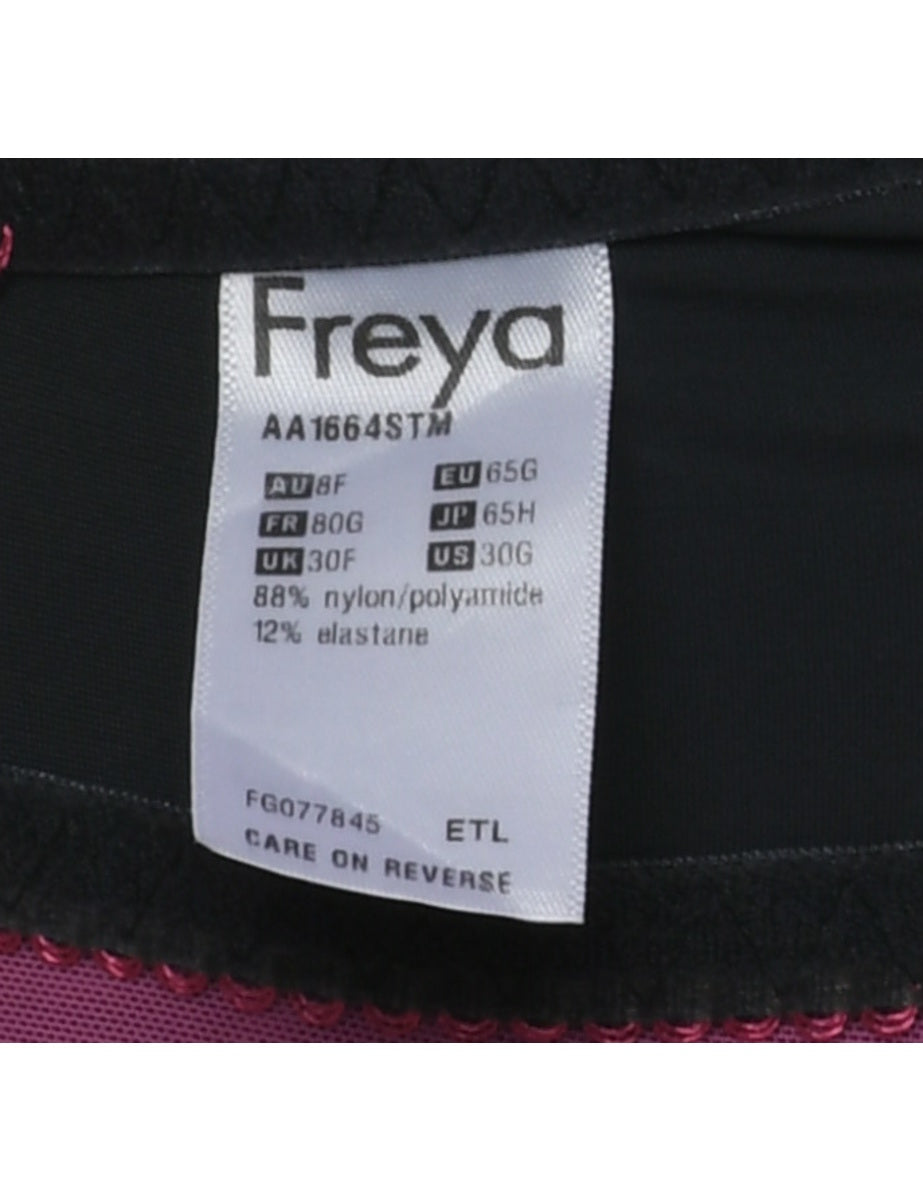 Freya
AA1664STM
AU 8F EU 65G
FR 80G JP 65H
UK 30F US 30G
88% nylon/polyamide
12% elastane
FG077845 ETL
CARE ON REVERSE